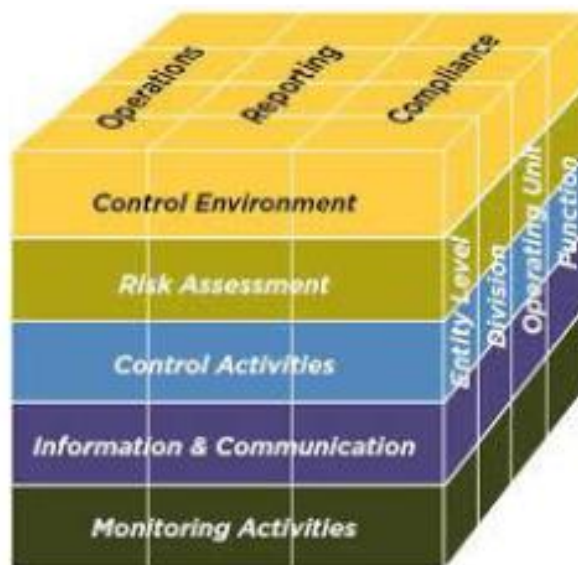 Operations
Reporting
Compliance
Control Environment
Risk Assessment
Control Activities
Information & Communication
Monitoring Activities
Entity Level
Division
Operating Unit
Function